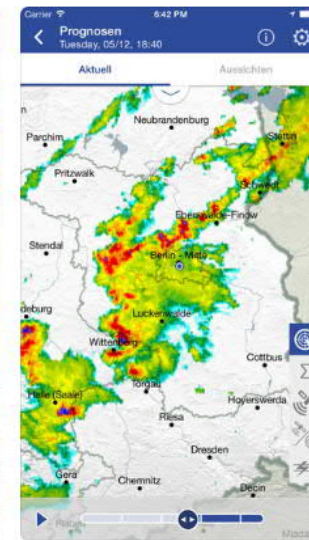 Carrier 6:42 PM
Prognosen
Tuesday, 05/12, 18:40
Aktuell Aussichten
Neubrandenburg
Parchim
Stettin
Pritzwalk
Schwedt
Eberswalde-Finow
Stendal
Berlin - Mitte
deburg
Luckenwalde
Wittenberg
Cottbus
Torgau
Halle (Saale)
Hoyerswerda
Riesa
Dresden
Gera
Chemnitz
Decin